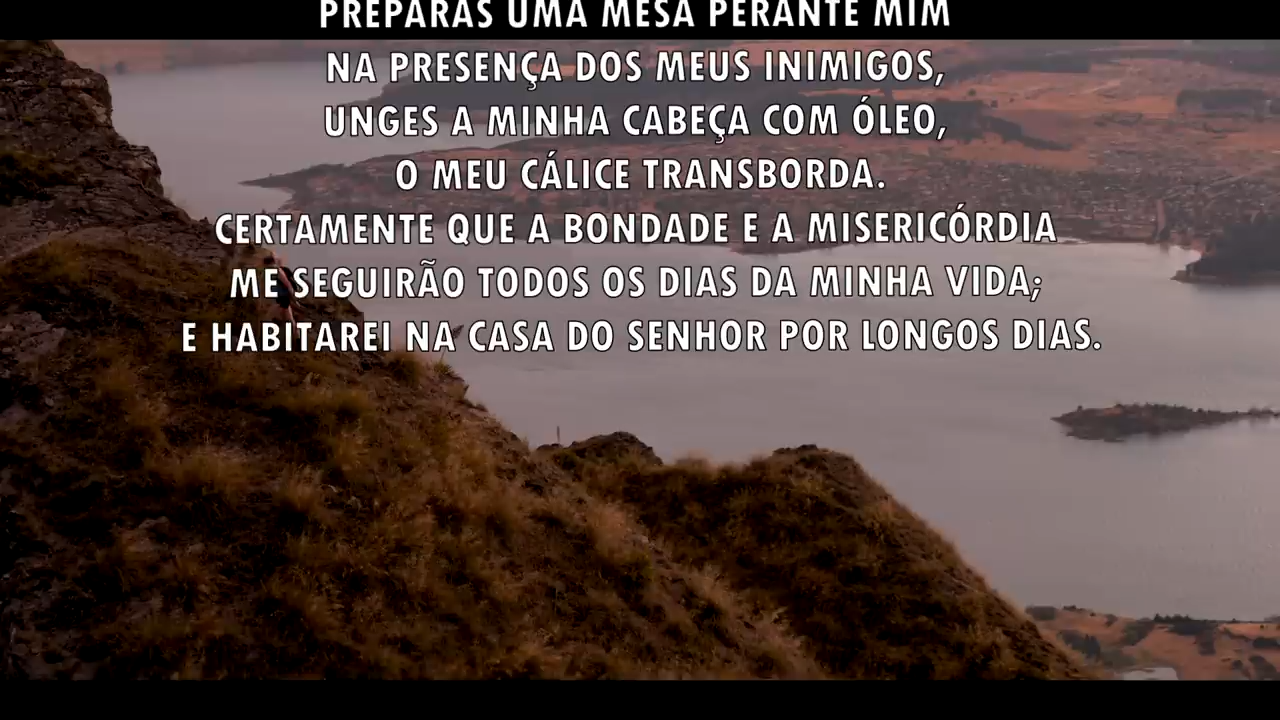 PREPARAS UMA MESA PERANTE MIM
NA PRESENÇA DOS MEUS INIMIGOS,
UNGES A MINHA CABEÇA COM ÓLEO,
O MEU CÁLICE TRANSBORDA.
CERTAMENTE QUE A BONDADE E A MISERICÓRDIA
ME SEGUIRÃO TODOS OS DIAS DA MINHA VIDA;
E HABITAREI NA CASA DO SENHOR POR LONGOS DIAS.